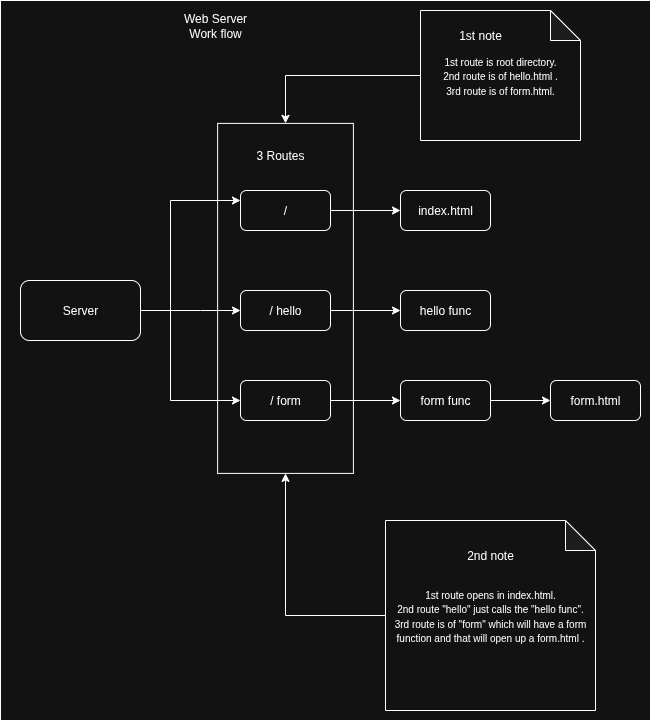 Web Server
Work flow
1st note
1st route is root directory.
2nd route is of hello.html .
3rd route is of form.html.
3 Routes
/
index.html
Server
/ hello
hello func
/ form
form func
form.html
2nd note
1st route opens in index.html.
2nd route "hello" just calls the "hello func".
3rd route is of "form" which will have a form
function and that will open up a form.html .